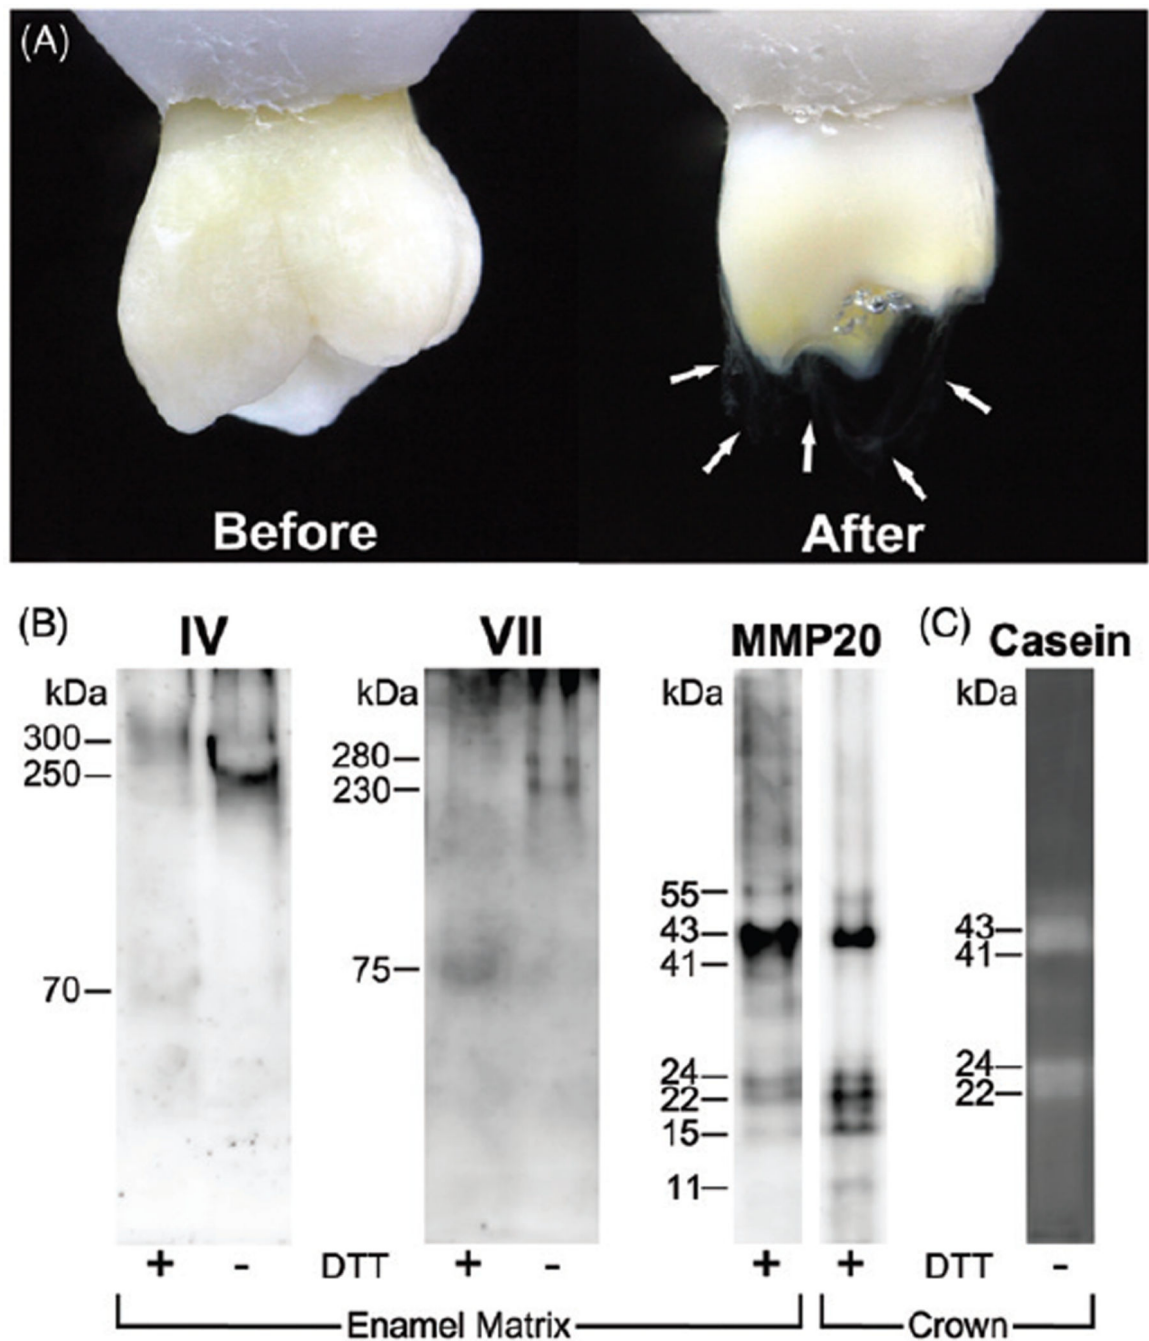 (A)
Before
After
(B)
IV
VII
MMP20
(C)
Casein
kDa
300
250
70
kDa
280
230
75
kDa
55
43
41
24
22
15
11
kDa
43
41
24
22
+ - DTT + - + + DTT -
Enamel Matrix
Crown